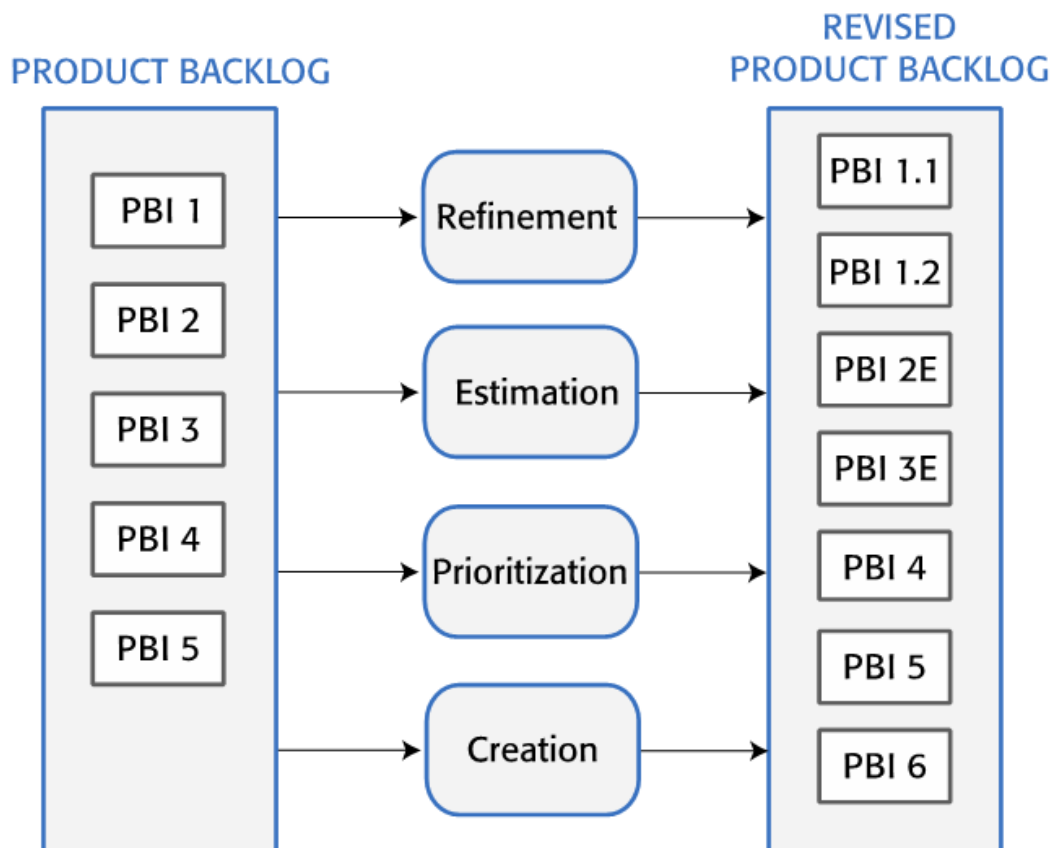 PRODUCT BACKLOG
PBI 1
PBI 2
PBI 3
PBI 4
PBI 5
Refinement
Estimation
Prioritization
Creation
REVISED
PRODUCT BACKLOG
PBI 1.1
PBI 1.2
PBI 2E
PBI 3E
PBI 4
PBI 5
PBI 6